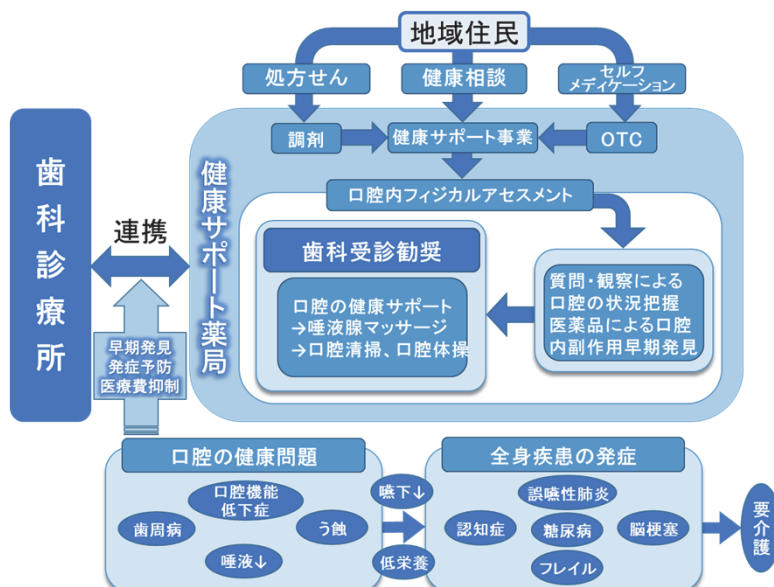 地域住民
処方せん
健康相談
セルフ
メディケーション
調剤
健康サポート事業
OTC
歯科診療所
連携
健康サポート薬局
口腔内フィジカルアセスメント
歯科受診勧奨
口腔の健康サポート
→唾液腺マッサージ
→口腔清掃、口腔体操
質問・観察による
口腔の状況把握
医薬品による口腔
内副作用早期発見
早期発見
発症予防
医療費抑制
口腔の健康問題
口腔機能
低下症
歯周病
う蝕
唾液↓
嚥下↓
低栄養
全身疾患の発症
誤嚥性肺炎
認知症
糖尿病
脳梗塞
フレイル
要介護